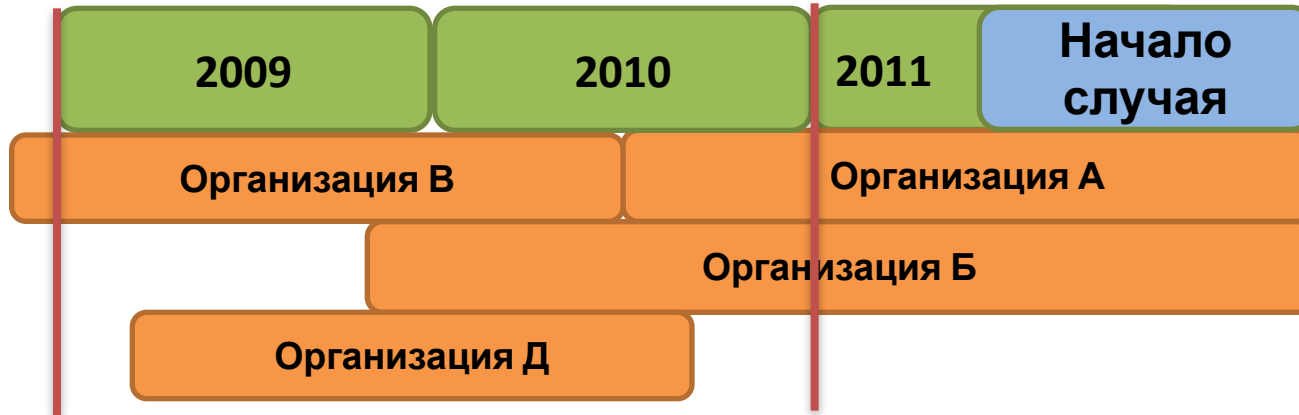 2009
2010
2011
Начало
случая
Организация В
Организация А
Организация Б
Организация Д